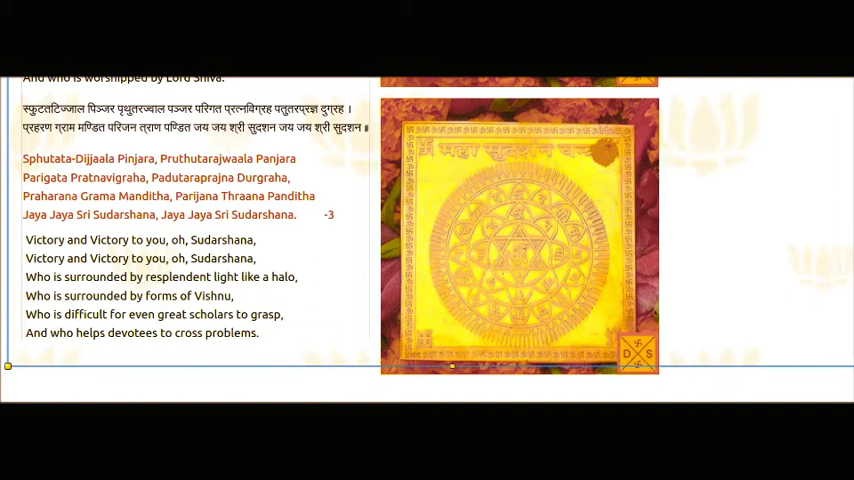 And who is worshipped by Lord Shiva.
स्फुटतटिज्जाल पिञ्जर पृथुतरज्वाल पञ्जर परिगत प्रत्नविग्रह पतुतरप्रज्ञ दुग्रह ।
प्रहरण ग्राम मण्डित परिजन त्राण पण्डित जय जय श्री सुदशन जय जय श्री सुदशन ॥
Sphutata-Dijjaala Pinjara, Pruthutarajwaala Panjara
Parigata Pratnavigraha, Padutaraprajna Durgraha,
Praharana Grama Manditha, Parijana Thraana Panditha
Jaya Jaya Sri Sudarshana, Jaya Jaya Sri Sudarshana. -3
Victory and Victory to you, oh, Sudarshana,
Victory and Victory to you, oh, Sudarshana,
Who is surrounded by resplendent light like a halo,
Who is surrounded by forms of Vishnu,
Who is difficult for even great scholars to grasp,
And who helps devotees to cross problems.
महा सुदर्शन
D S